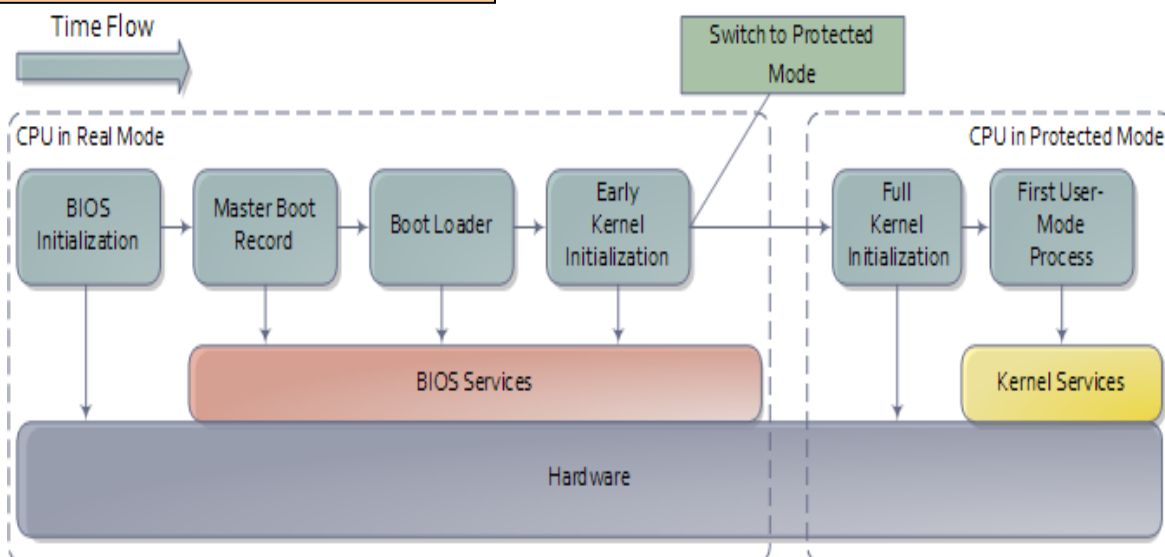 Time Flow
Switch to Protected
Mode
CPU in Real Mode
CPU in Protected Mode
BIOS
Initialization
Master Boot
Record
Boot Loader
Early
Kernel
Initialization
Full
Kernel
Initialization
First User-
Mode
Process
BIOS Services
Kernel Services
Hardware